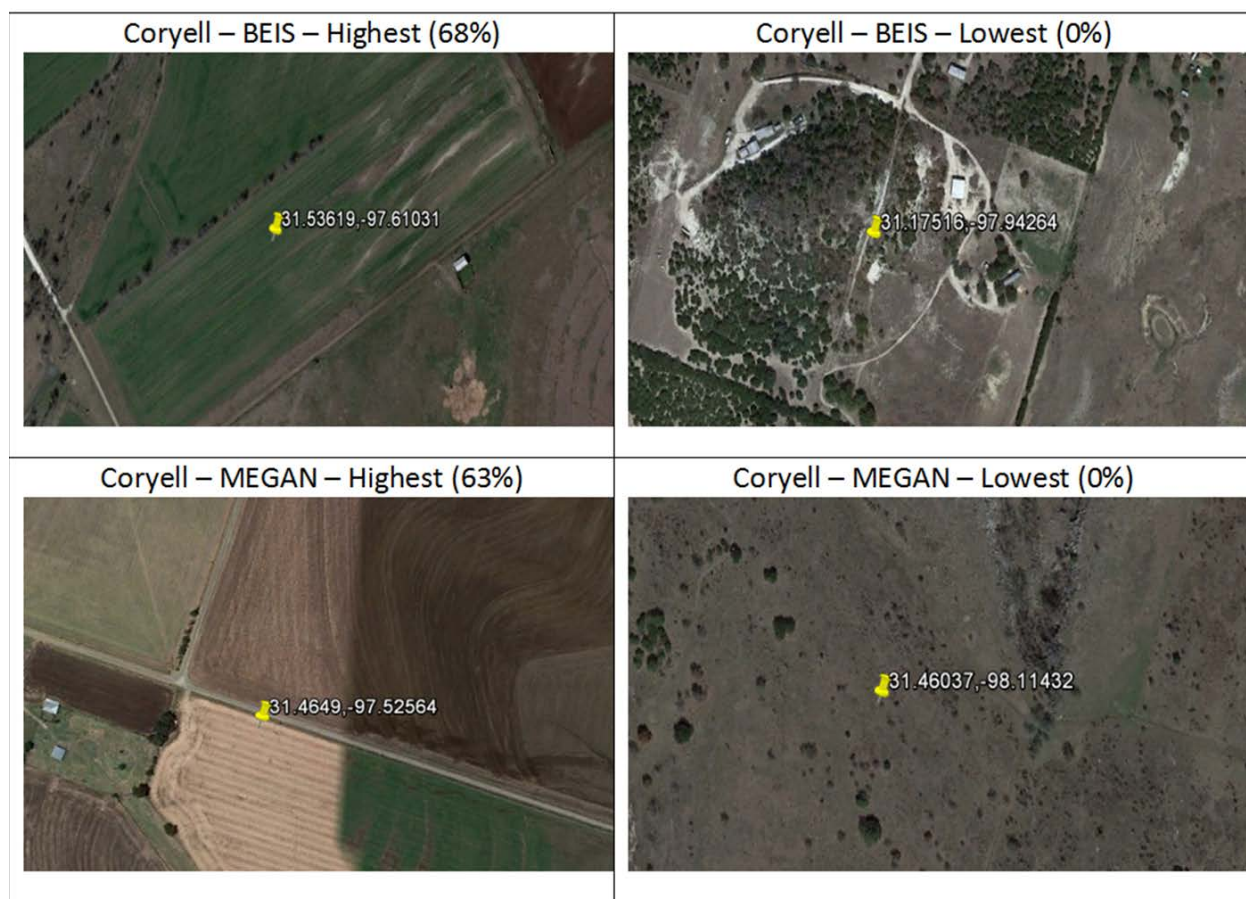 Coryell – BEIS – Highest (68%)
Coryell – BEIS – Lowest (0%)
31.53619,-97.61031
31.17516,-97.94264
Coryell – MEGAN – Highest (63%)
Coryell – MEGAN – Lowest (0%)
31.4649,-97.52564
31.46037,-98.11432